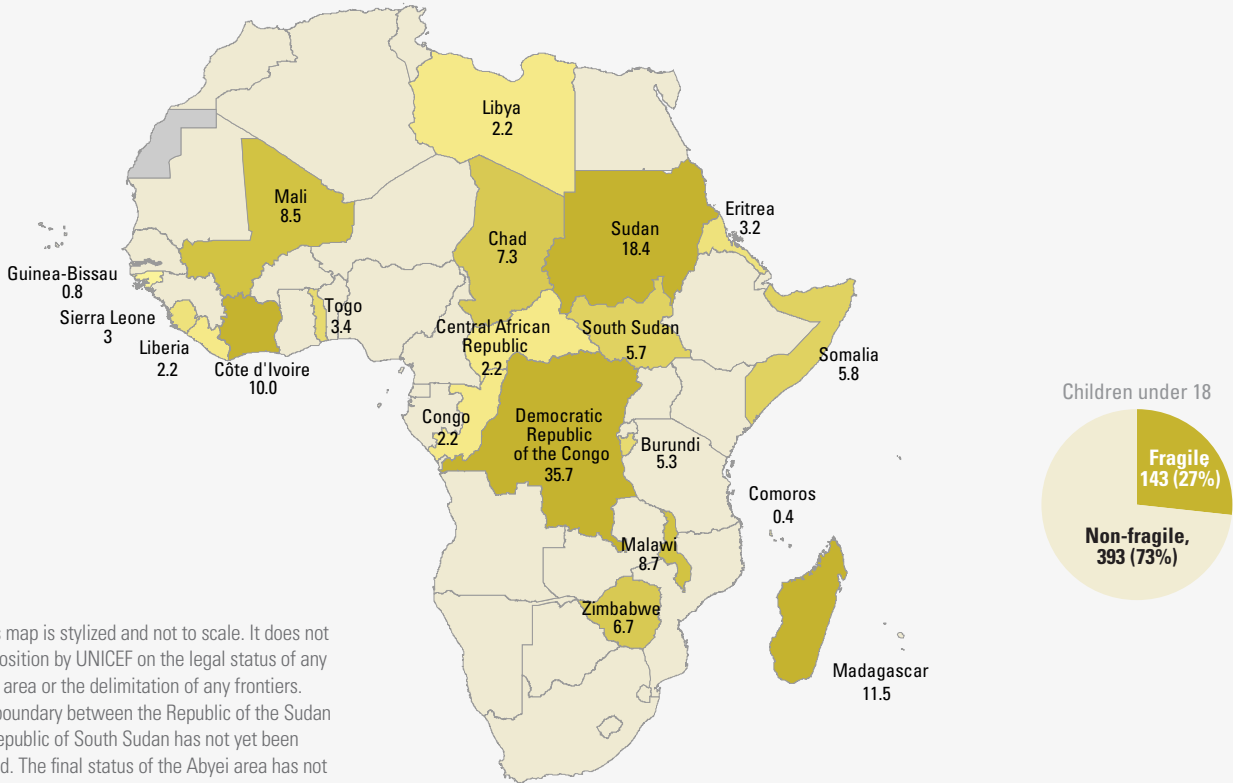 Libya
2.2
Mali
8.5
Chad
7.3
Sudan
18.4
Eritrea
3.2
Guinea-Bissau
0.8
Sierra Leone
3
Liberia
2.2
Côte d'Ivoire
10.0
Togo
3.4
Central African
Republic
2.2
South Sudan
5.7
Somalia
5.8
Congo
2.2
Democratic
Republic
of the Congo
35.7
Burundi
5.3
Comoros
0.4
Malawi
8.7
Zimbabwe
6.7
Madagascar
11.5
Children under 18
Fragile
143 (27%)
Non-fragile,
393 (73%)
map is stylized and not to scale. It does not
position by UNICEF on the legal status of any
area or the delimitation of any frontiers.
boundary between the Republic of the Sudan
Republic of South Sudan has not yet been
The final status of the Abyei area has not